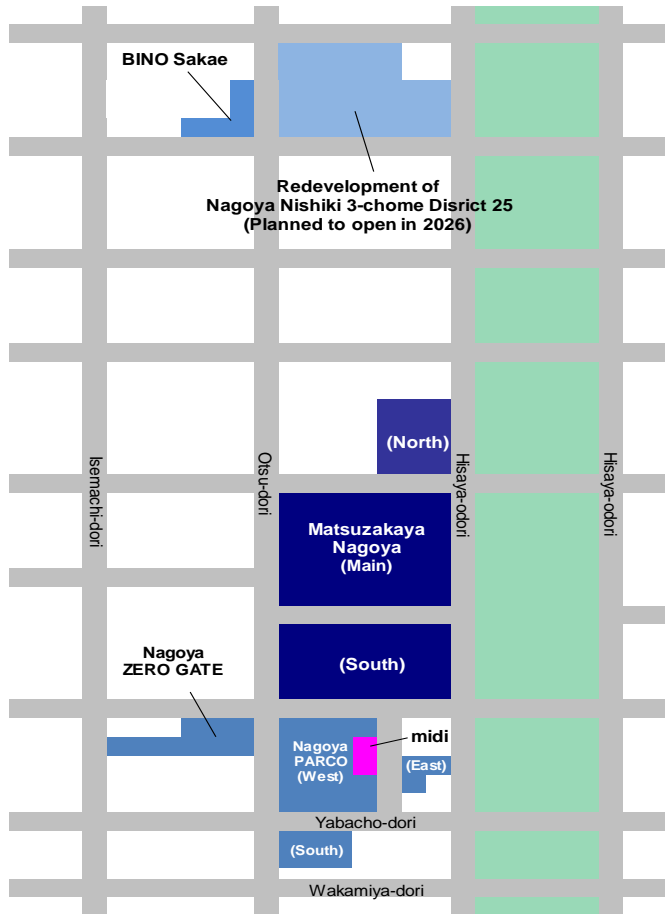 BINO Sakae
Redevelopment of
Nagoya Nishiki 3-chome Disrict 25
(Planned to open in 2026)
(North)
Isemachi-dori
Otsu-dori
Hisaya-odori
Hisaya-odori
Matsuzakaya
Nagoya
(Main)
(South)
Nagoya
ZERO GATE
midi
Nagoya
PARCO
(West)
(East)
Yabacho-dori
(South)
Wakamiya-dori